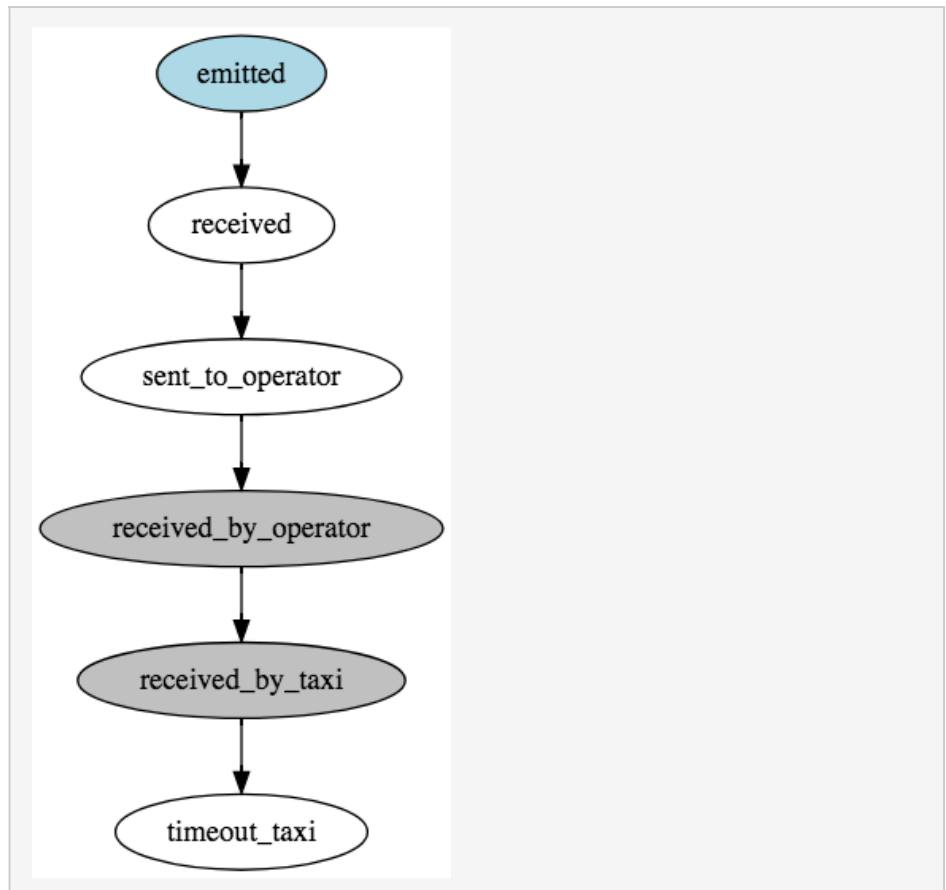 emitted
received
sent_to_operator
received_by_operator
received_by_taxi
timeout_taxi